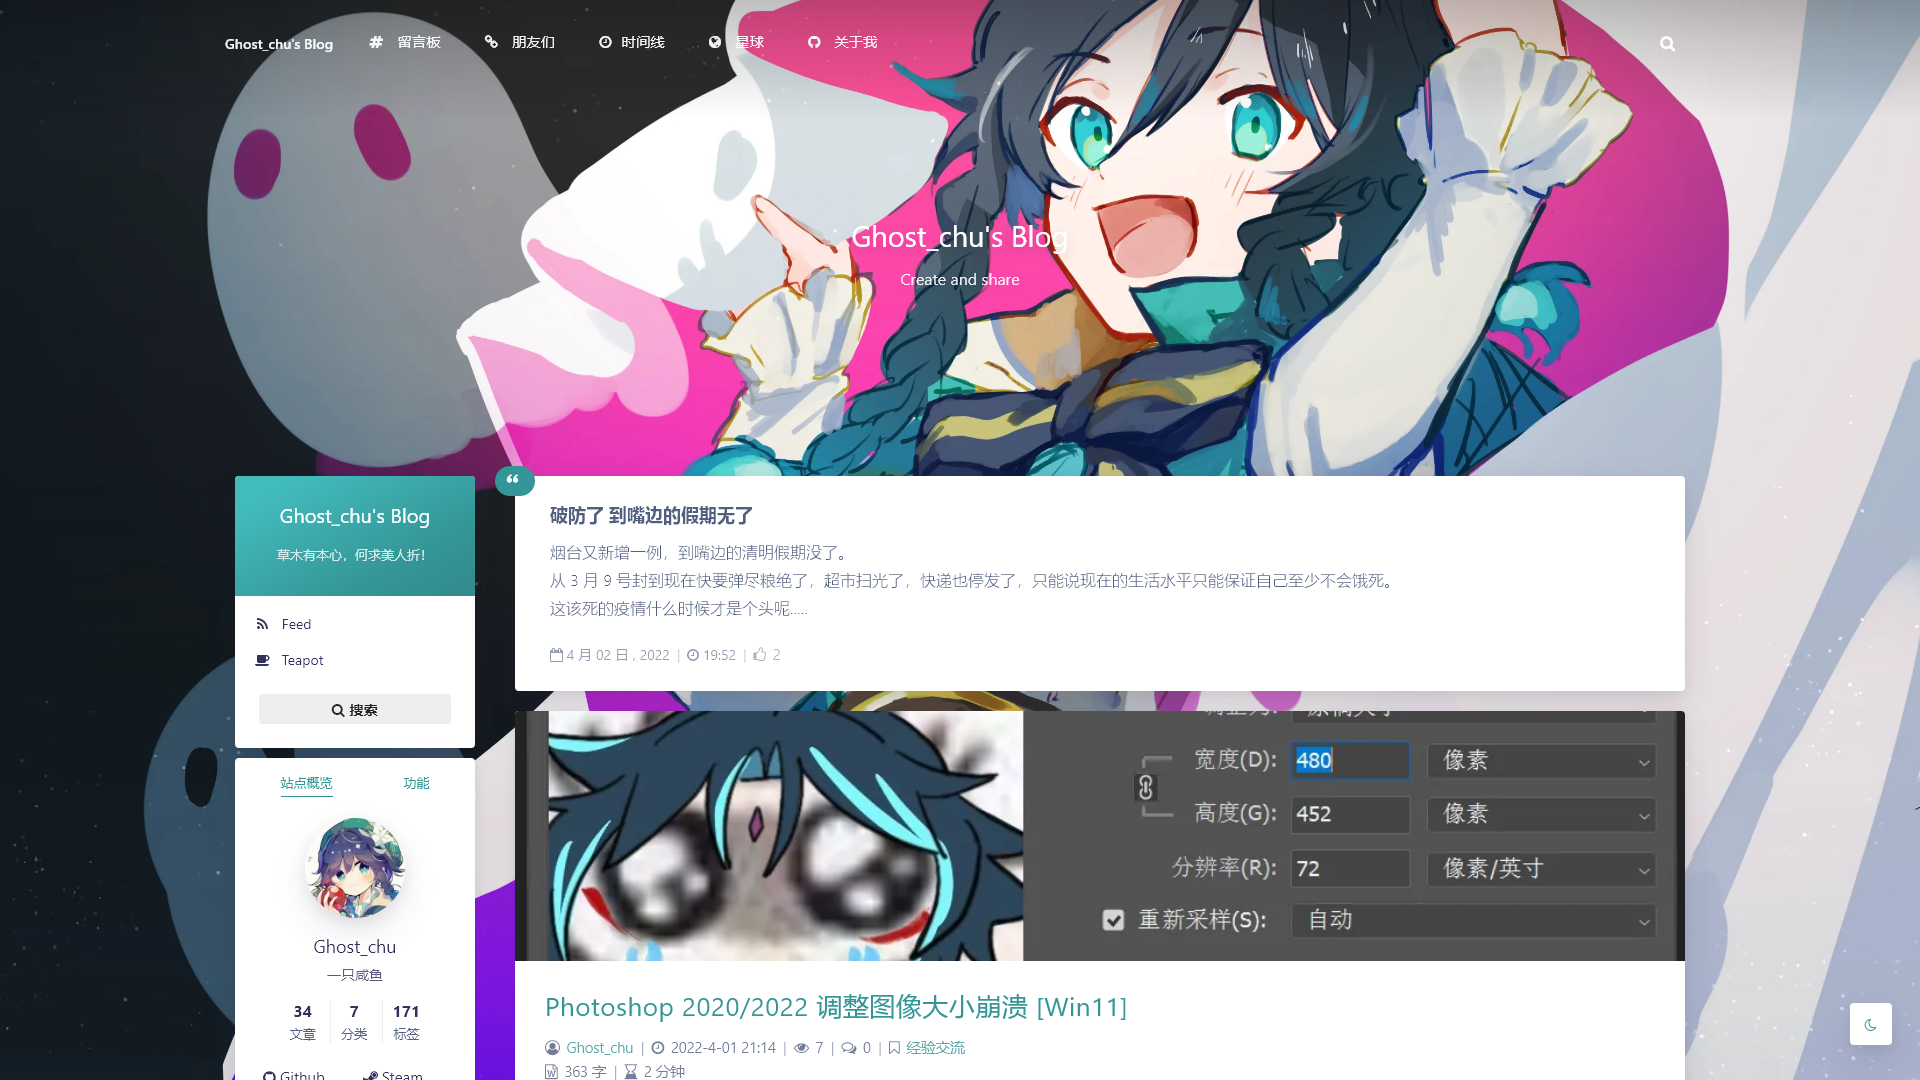 Ghost_chu's Blog
留言板
朋友们
时间线
星球
关于我
Ghost_chu's Blog
Create and share
Ghost_chu's Blog
草木有本心，何求美人折！
Feed
Teapot
搜索
站点概览 功能
Ghost_chu
一只咸鱼
34 7 171
文章 分类 标签
Github Steam
破防了 到嘴边的假期无了
烟台又新增一例，到嘴边的清明假期没了。
从 3 月 9 号封到现在快要弹尽粮绝了，超市扫光了，快递也停发了，只能说现在的生活水平只能保证自己至少不会饿死。
这该死的疫情什么时候才是个头呢.....
4 月 02 日 , 2022 | 19:52 | 2
宽度(D): 480 像素
高度(G): 452 像素
分辨率(R): 72 像素/英寸
重新采样(S): 自动
Photoshop 2020/2022 调整图像大小崩溃 [Win11]
Ghost_chu | 2022-4-01 21:14 | 7 | 0 | 经验交流
363 字 | 2 分钟